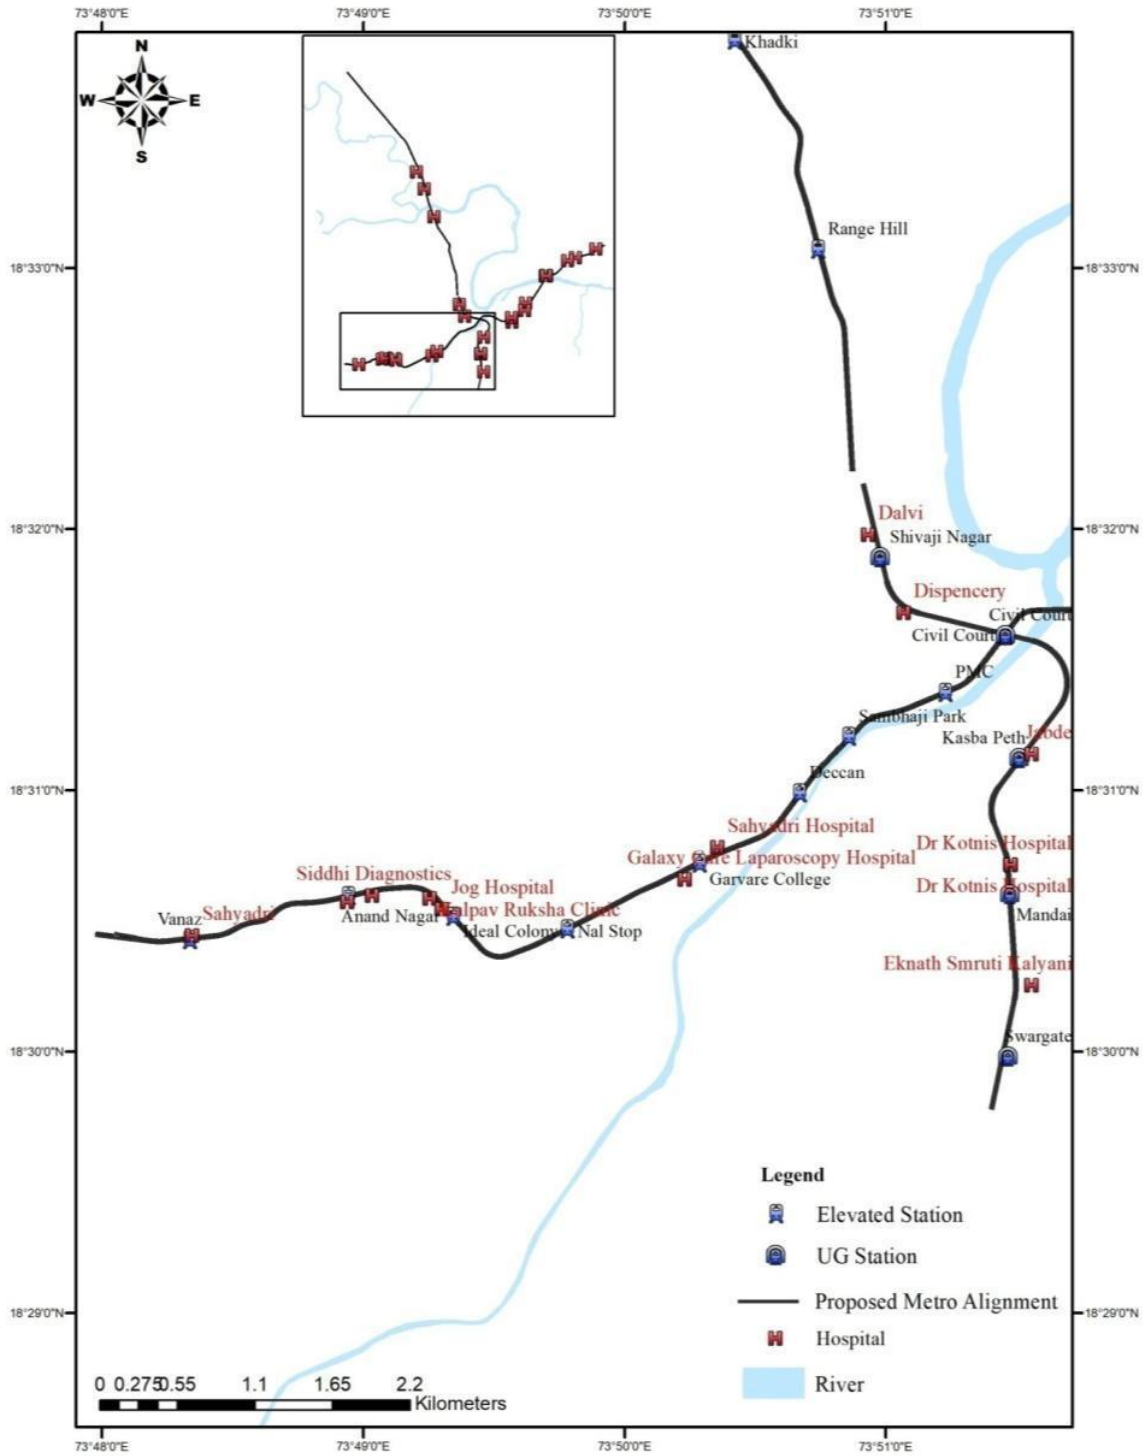 73°48'0"E 73°49'0"E 73°50'0"E 73°51'0"E
N
W E
S
Khadki
Range Hill
18°33'0"N 18°33'0"N
Dalvi
18°32'0"N 18°32'0"N
Shivaji Nagar
Dispencery
Civil Court
Civil Court
PMC
Sambhaji Park
Kasba Peth Jabde
Deccan
18°31'0"N 18°31'0"N
Sahyadri Hospital
Dr Kotnis Hospital
Galaxy Care Laparoscopy Hospital
Siddhi Diagnostics
Garvare College
Jog Hospital
Dr Kotnis Hospital
Vanaz Sahyadri
Anand Nagar
Kalpav Ruksha Clinic
Mandai
Ideal Colony
Nal Stop
Eknath Smruti Kalyani
Swargate
18°30'0"N 18°30'0"N
Legend
Elevated Station
UG Station
Proposed Metro Alignment
18°29'0"N 18°29'0"N
Hospital
River
0 0.275 0.55 1.1 1.65 2.2
Kilometers
73°48'0"E 73°49'0"E 73°50'0"E 73°51'0"E